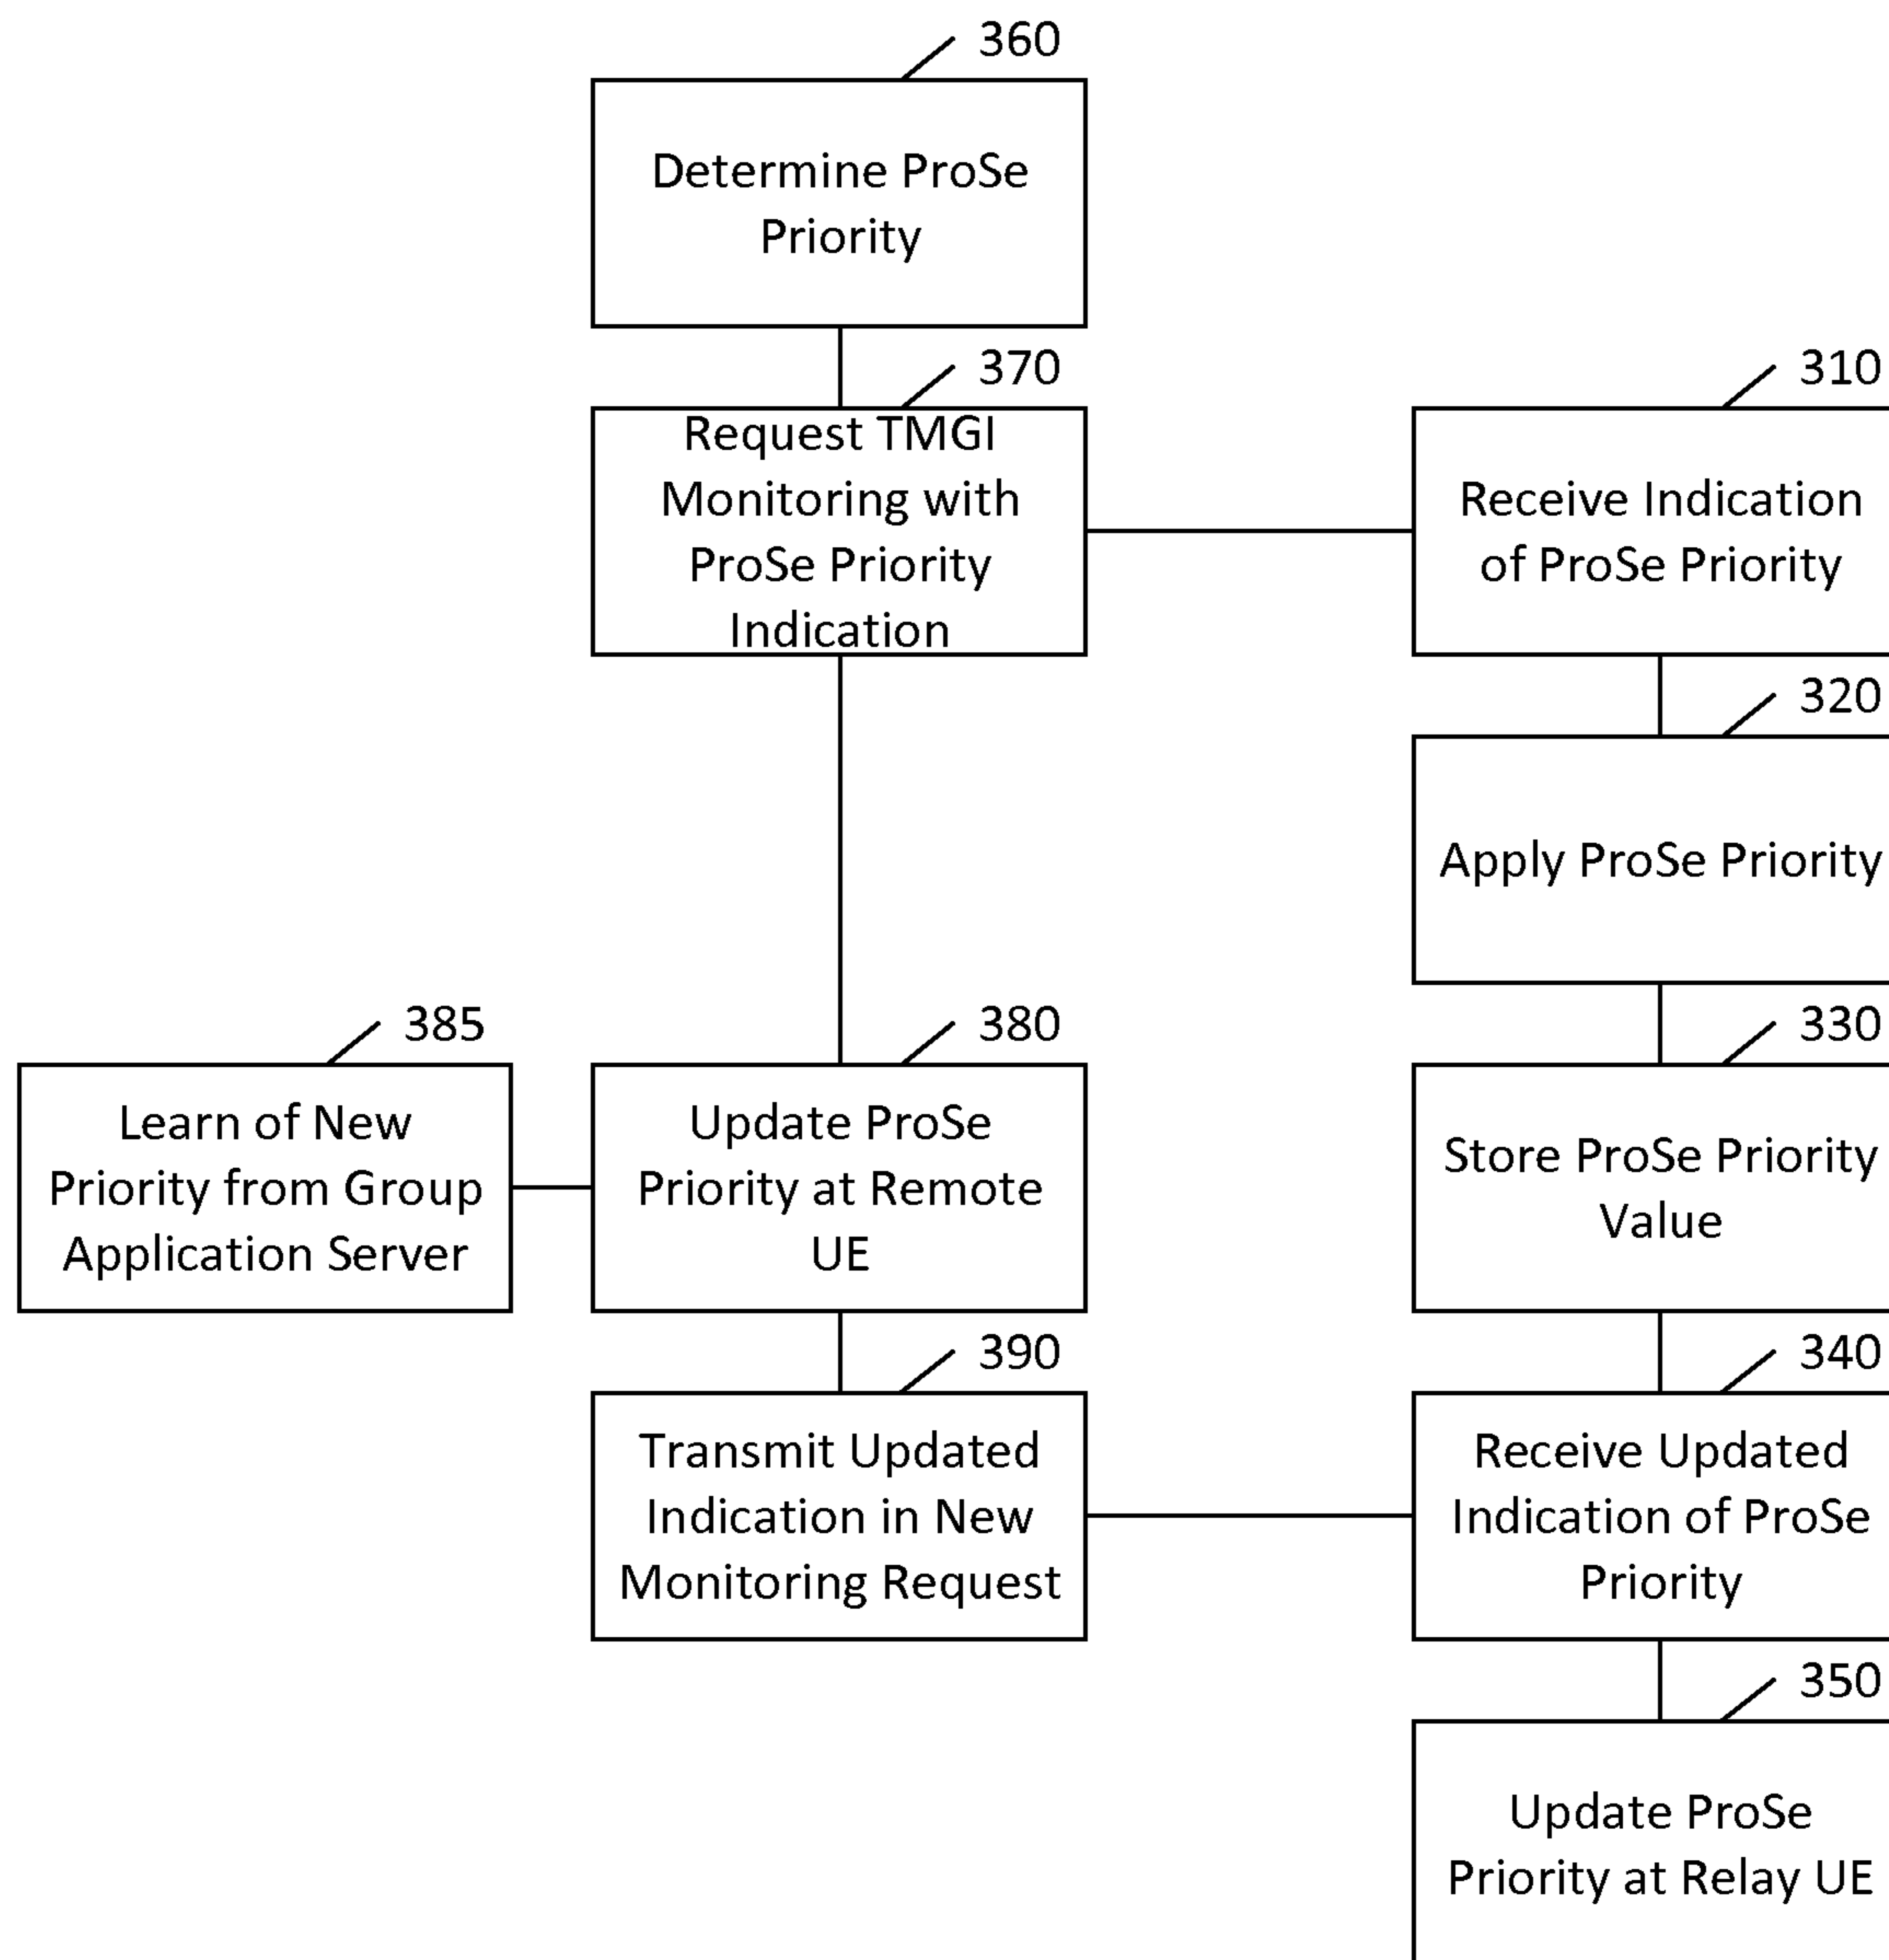 360
Determine ProSe
Priority
370
Request TMGI
Monitoring with
ProSe Priority
Indication
310
Receive Indication
of ProSe Priority
320
Apply ProSe Priority
385
Learn of New
Priority from Group
Application Server
380
Update ProSe
Priority at Remote
UE
330
Store ProSe Priority
Value
390
Transmit Updated
Indication in New
Monitoring Request
340
Receive Updated
Indication of ProSe
Priority
350
Update ProSe
Priority at Relay UE